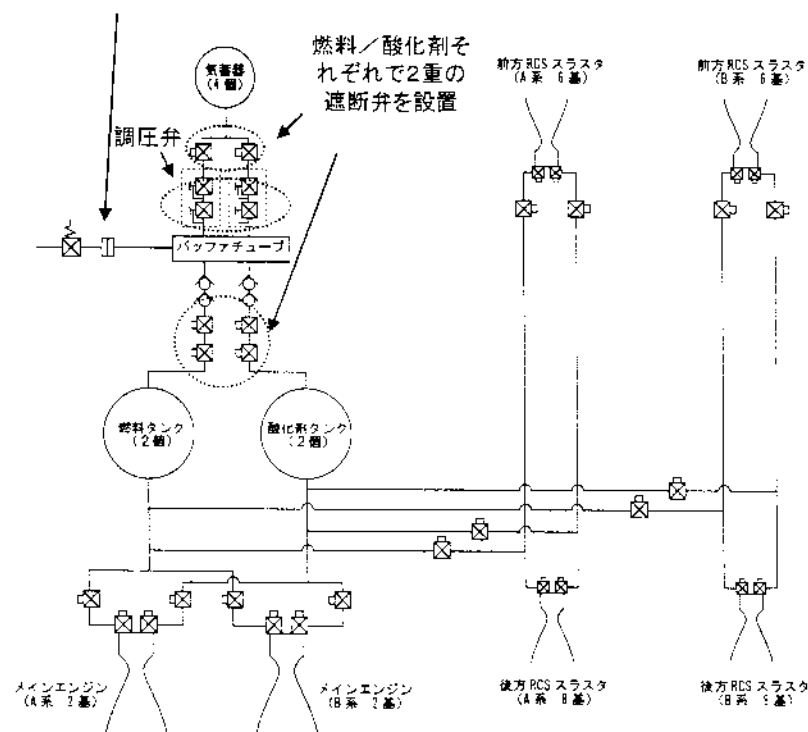 燃料／酸化剤そ
れぞれで2重の
遮断弁を設置
気蓄器
(4個)
調圧弁
バッファチューブ
燃料タンク
(2個)
酸化剤タンク
(2個)
前方RCSスラスタ
(A系 6基)
前方RCSスラスタ
(B系 6基)
メインエンジン
(A系 2基)
メインエンジン
(B系 2基)
後方RCSスラスタ
(A系 8基)
後方RCSスラスタ